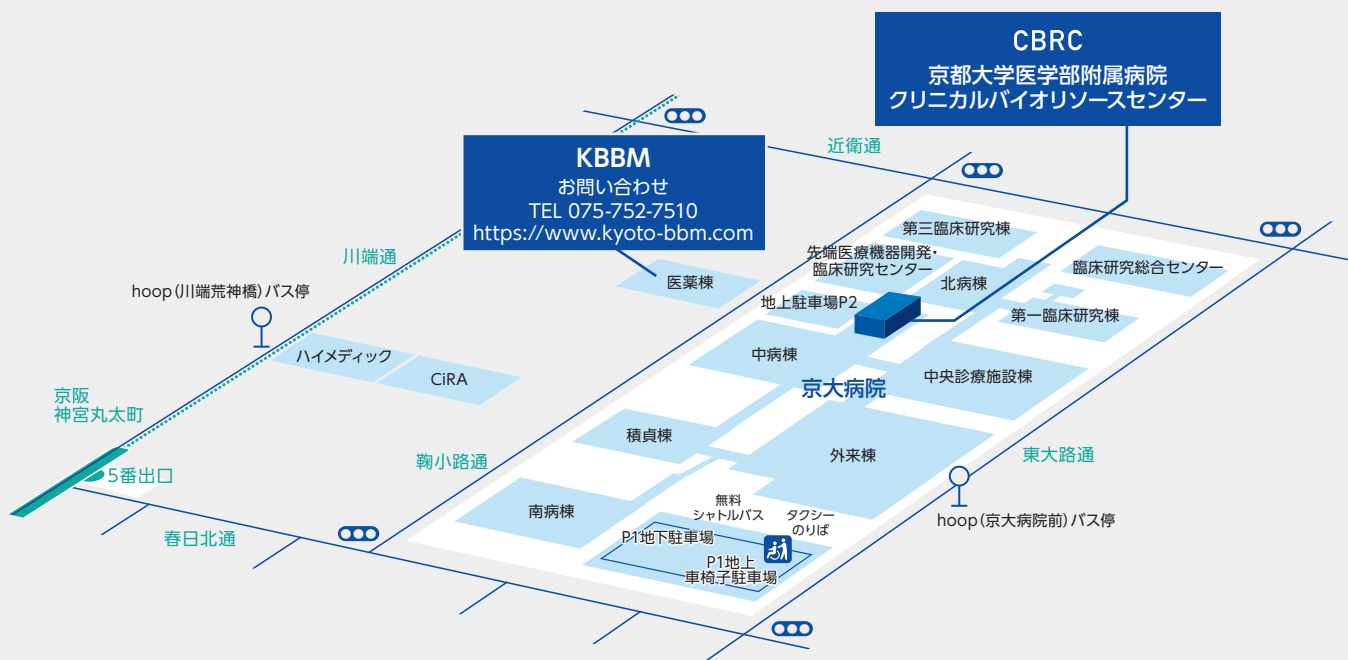 CBRC
京都大学医学部附属病院
クリニカルバイオリソースセンター
近衛通
KBBM
お問い合わせ
TEL 075-752-7510
https://www.kyoto-bbm.com
川端通
hoop(川端荒神橋)バス停
医薬棟
第三臨床研究棟
先端医療機器開発・
臨床研究センター
北病棟
臨床研究総合センター
地上駐車場P2
第一臨床研究棟
ハイメディック
CiRA
中病棟
中央診療施設棟
京大病院
京阪
神宮丸太町
5番出口
積貞棟
外来棟
鞠小路通
東大路通
南病棟
無料
シャトルバス
タクシー
のりば
hoop(京大病院前)バス停
春日北通
P1地下駐車場
P1地上
車椅子駐車場